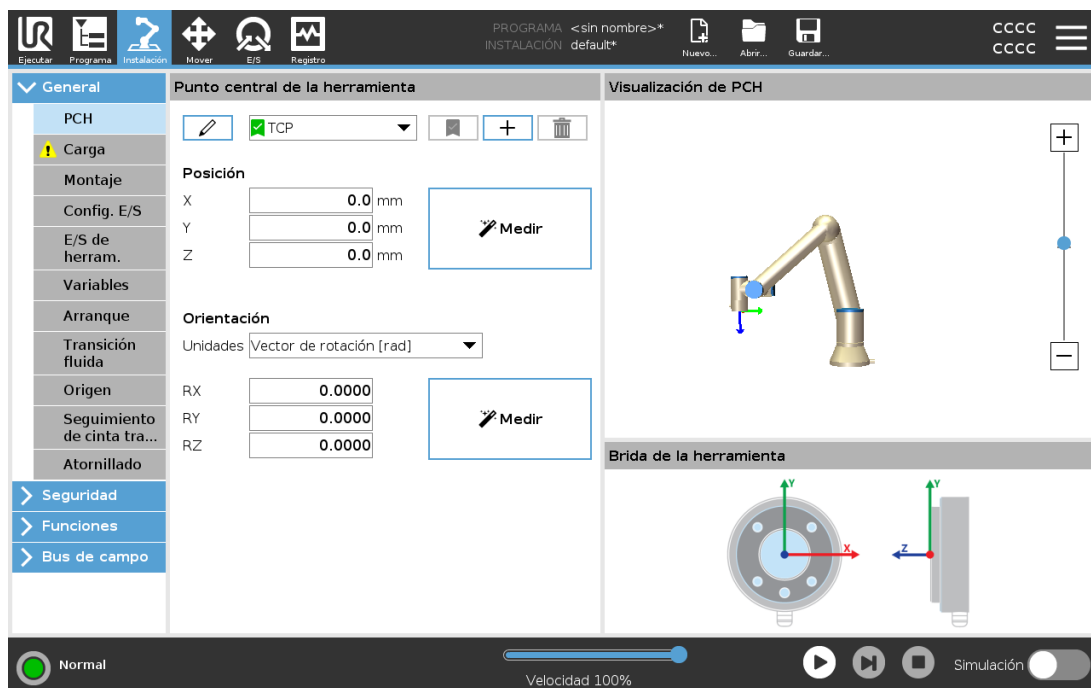 PROGRAMA <sin nombre>*
INSTALACIÓN default*
CCCC
CCCC
Ejecutar Programa Instalación Mover E/S Registro Nuevo... Abrir... Guardar...
General
PCH
Carga
Montaje
Config. E/S
E/S de
herram.
Variables
Arranque
Transición
fluida
Origen
Seguimiento
de cinta tra...
Atornillado
Seguridad
Funciones
Bus de campo
Punto central de la herramienta
TCP
Posición
X 0.0 mm
Y 0.0 mm
Z 0.0 mm
Medir
Orientación
Unidades Vector de rotación [rad]
RX 0.0000
RY 0.0000
RZ 0.0000
Medir
Visualización de PCH
Brida de la herramienta
Y
X
Y
Z
Normal
Velocidad 100%
Simulación